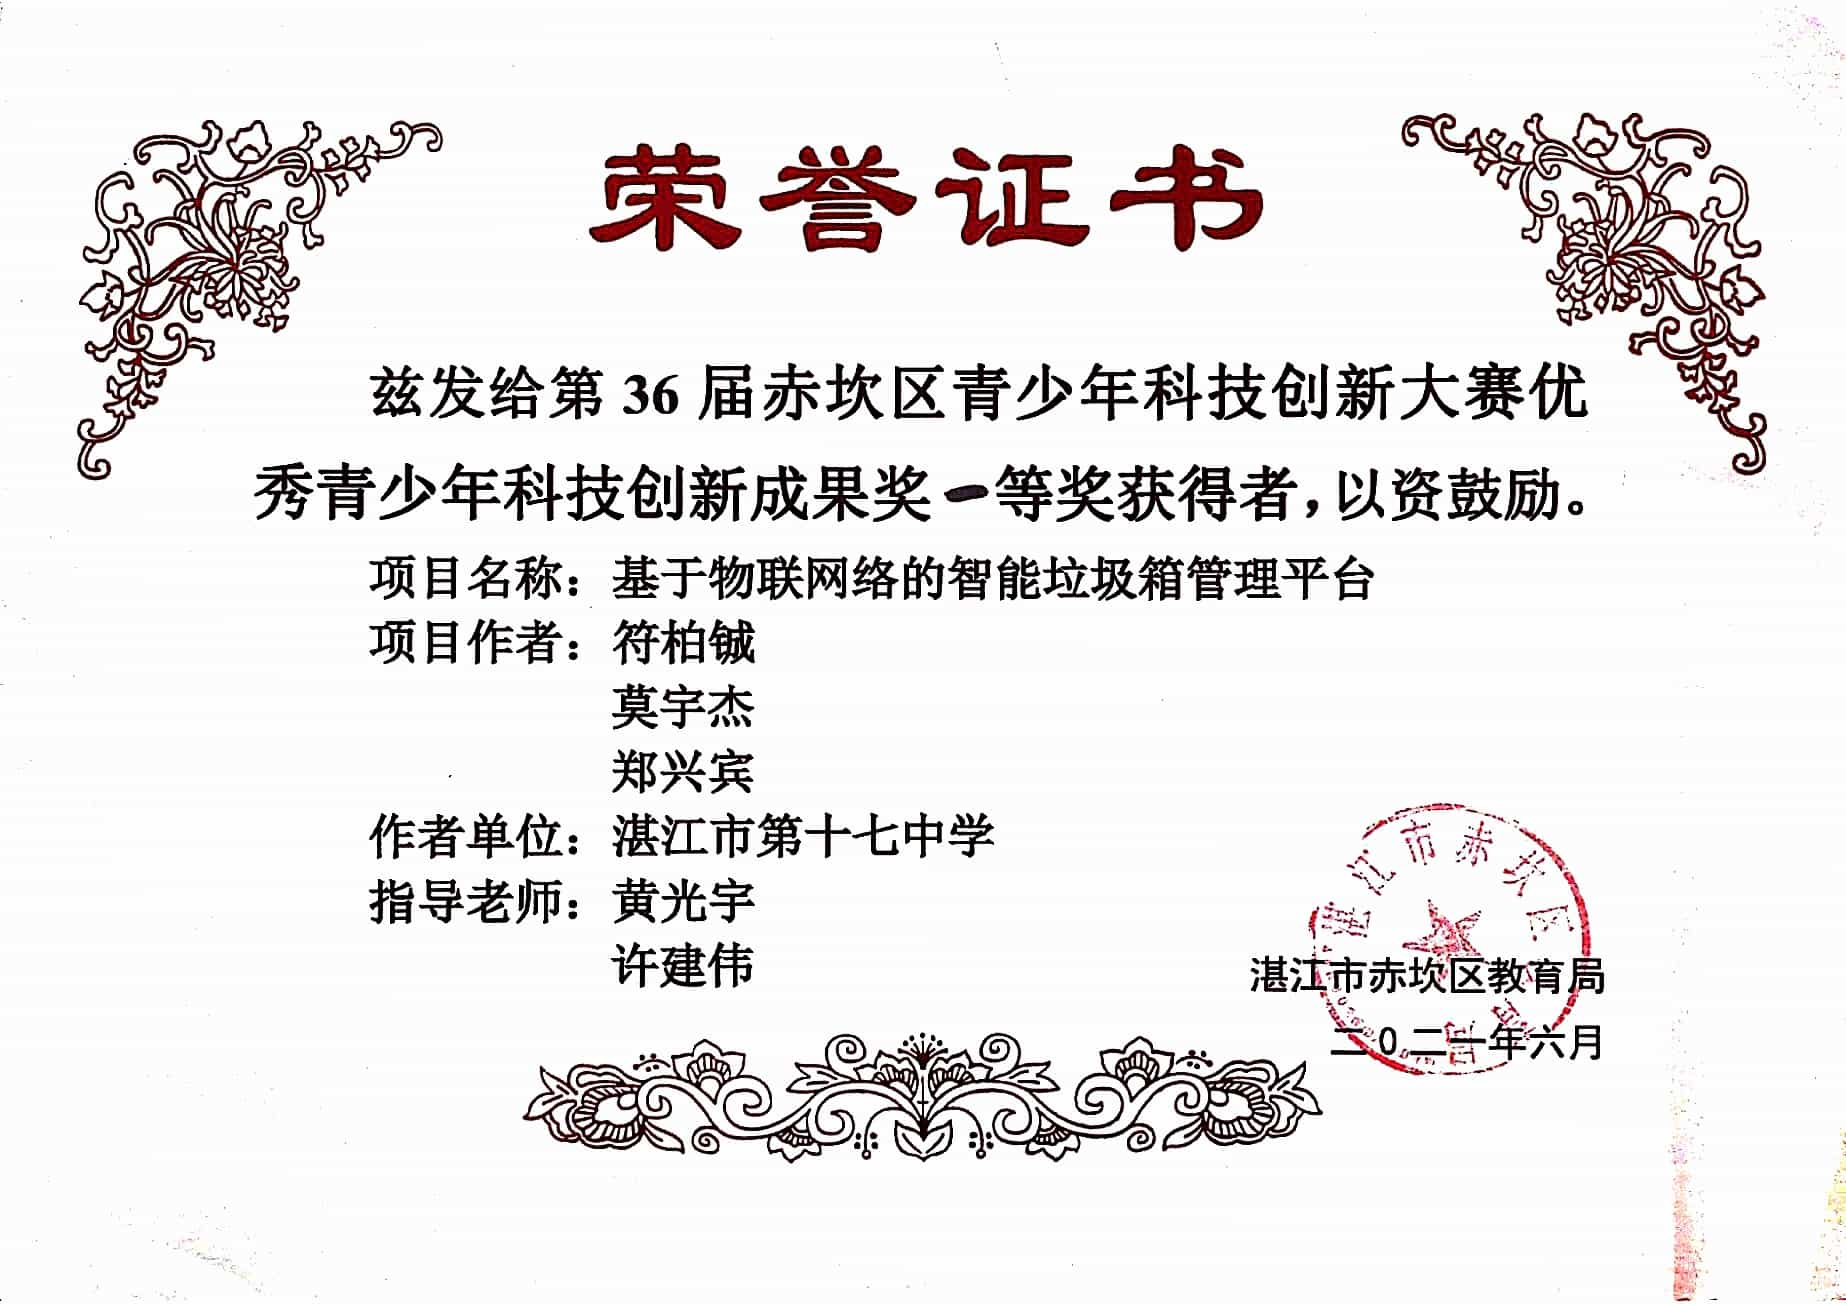 荣誉证书
兹发给第 36 届赤坎区青少年科技创新大赛优
秀青少年科技创新成果奖一等奖获得者，以资鼓励。
项目名称：基于物联网络的智能垃圾箱管理平台
项目作者：符柏铖
莫宇杰
郑兴宾
作者单位：湛江市第十七中学
指导老师：黄光宇
许建伟
湛江市赤坎区教育局
湛江市赤坎区教育局
二0二一年六月